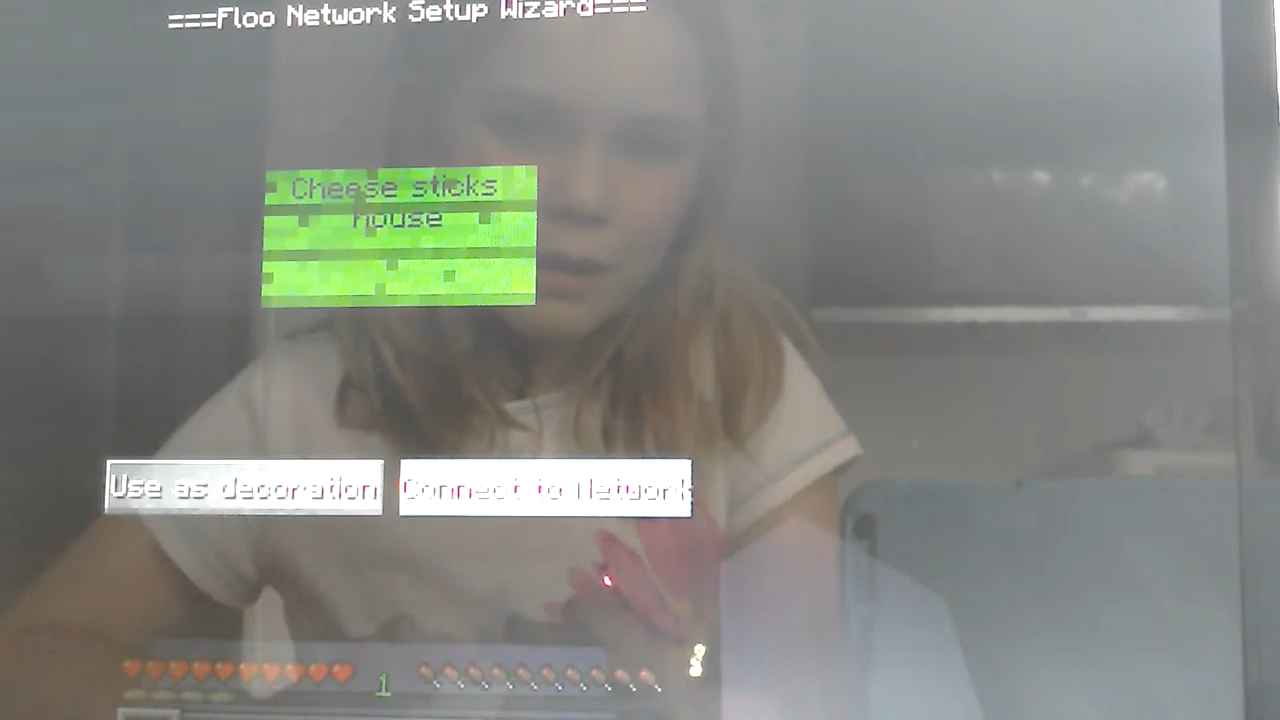 ===Floo Network Setup Wizard===
Cheese sticks
house
Use as decoration
Connect to Network
1